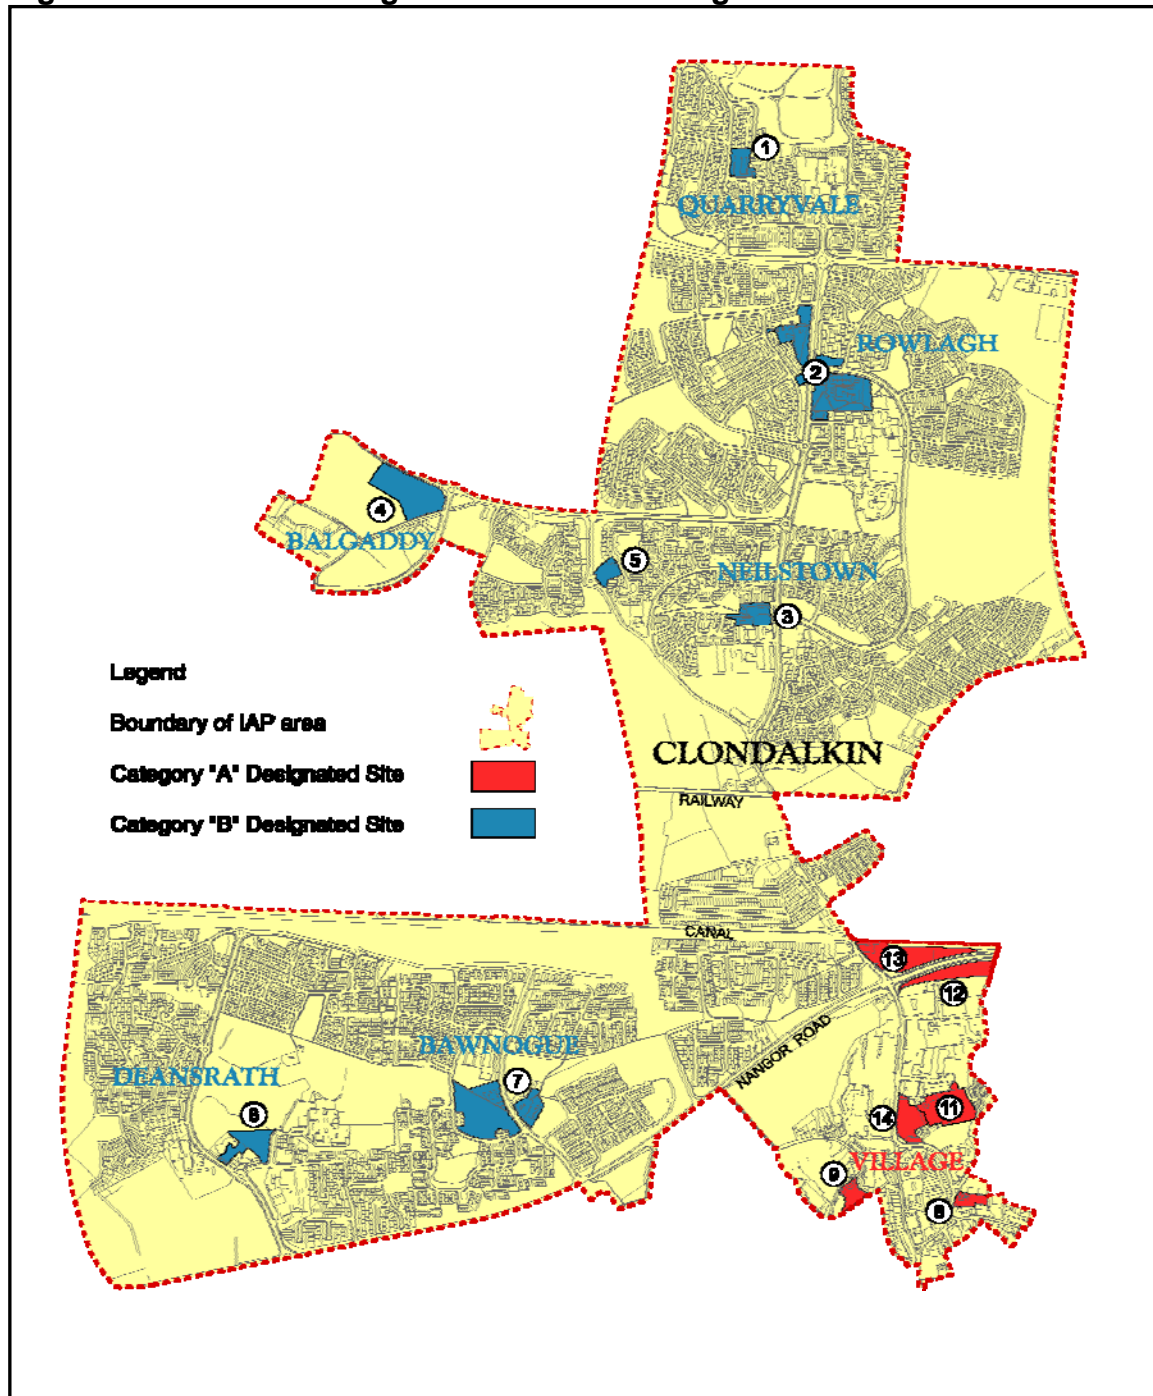 1
QUARRYVALE
ROWLAGH
2
4
BALGADDY
5
NEILSTOWN
3
Legend
Boundary of IAP area
CLONDALKIN
Category "A" Designated Site
RAILWAY
Category "B" Designated Site
CANAL
13
12
NANGOR ROAD
BAWNOGUE
DEANSRATH
7
6
14
11
VILLAGE
9
8